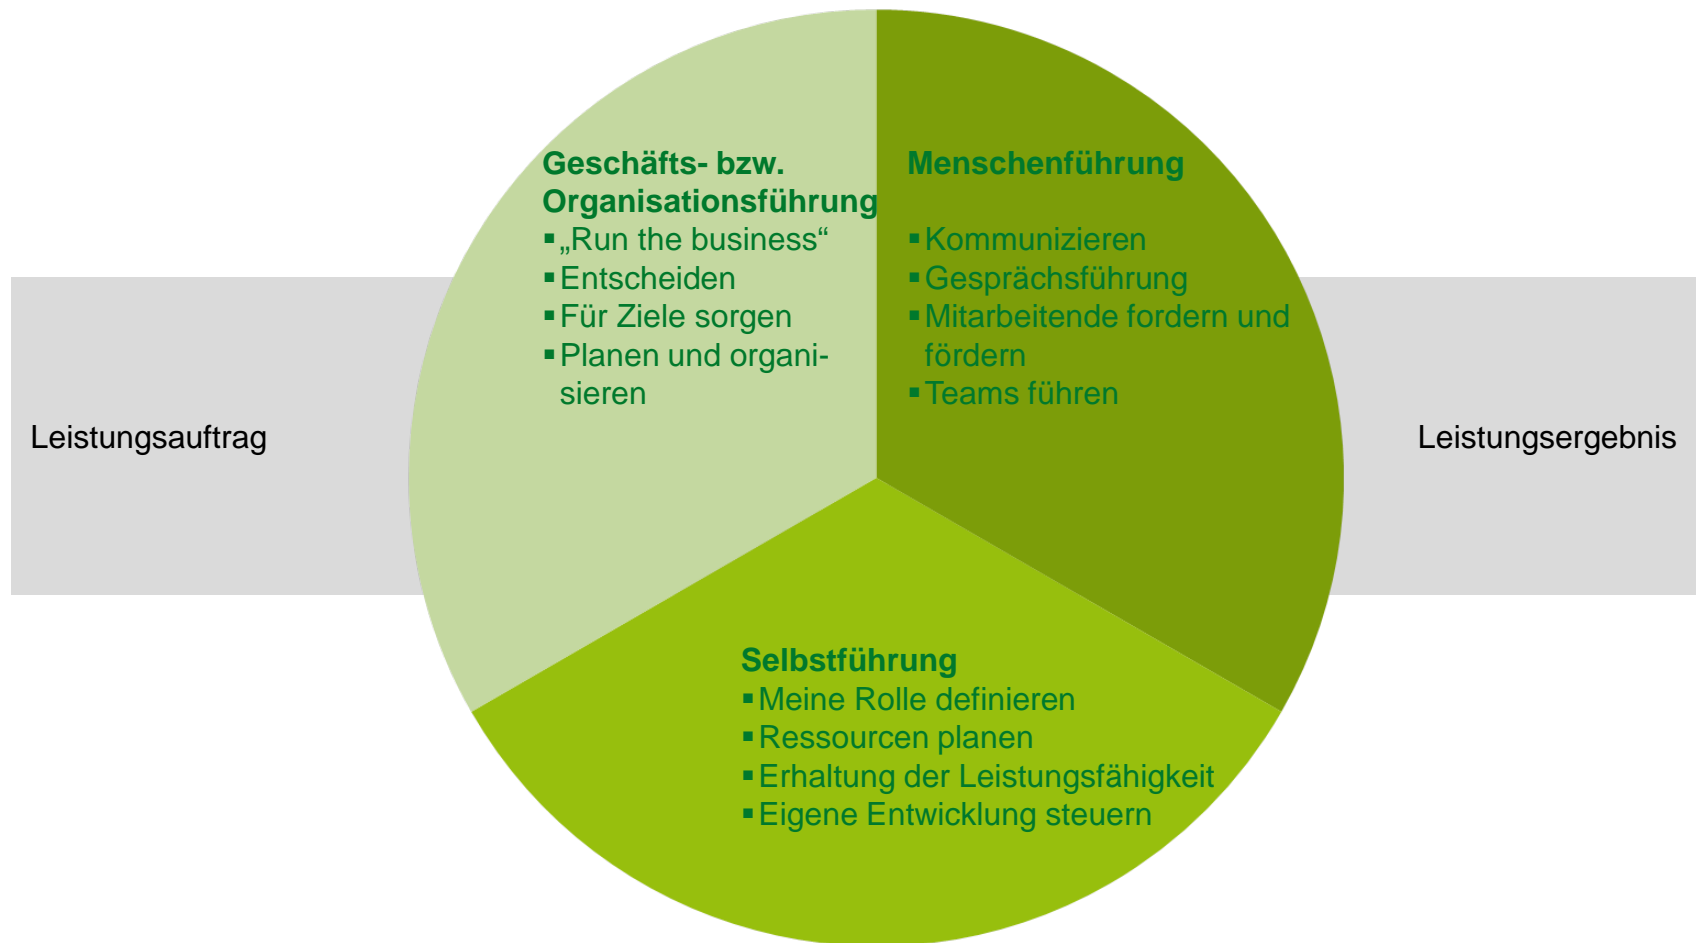 Geschäfts- bzw.
Organisationsführung
▪„Run the business“
▪Entscheiden
▪Für Ziele sorgen
▪Planen und organi-
sieren
Menschenführung
▪Kommunizieren
▪Gesprächsführung
▪Mitarbeitende fordern und
fördern
▪Teams führen
Leistungsauftrag
Leistungsergebnis
Selbstführung
▪Meine Rolle definieren
▪Ressourcen planen
▪Erhaltung der Leistungsfähigkeit
▪Eigene Entwicklung steuern